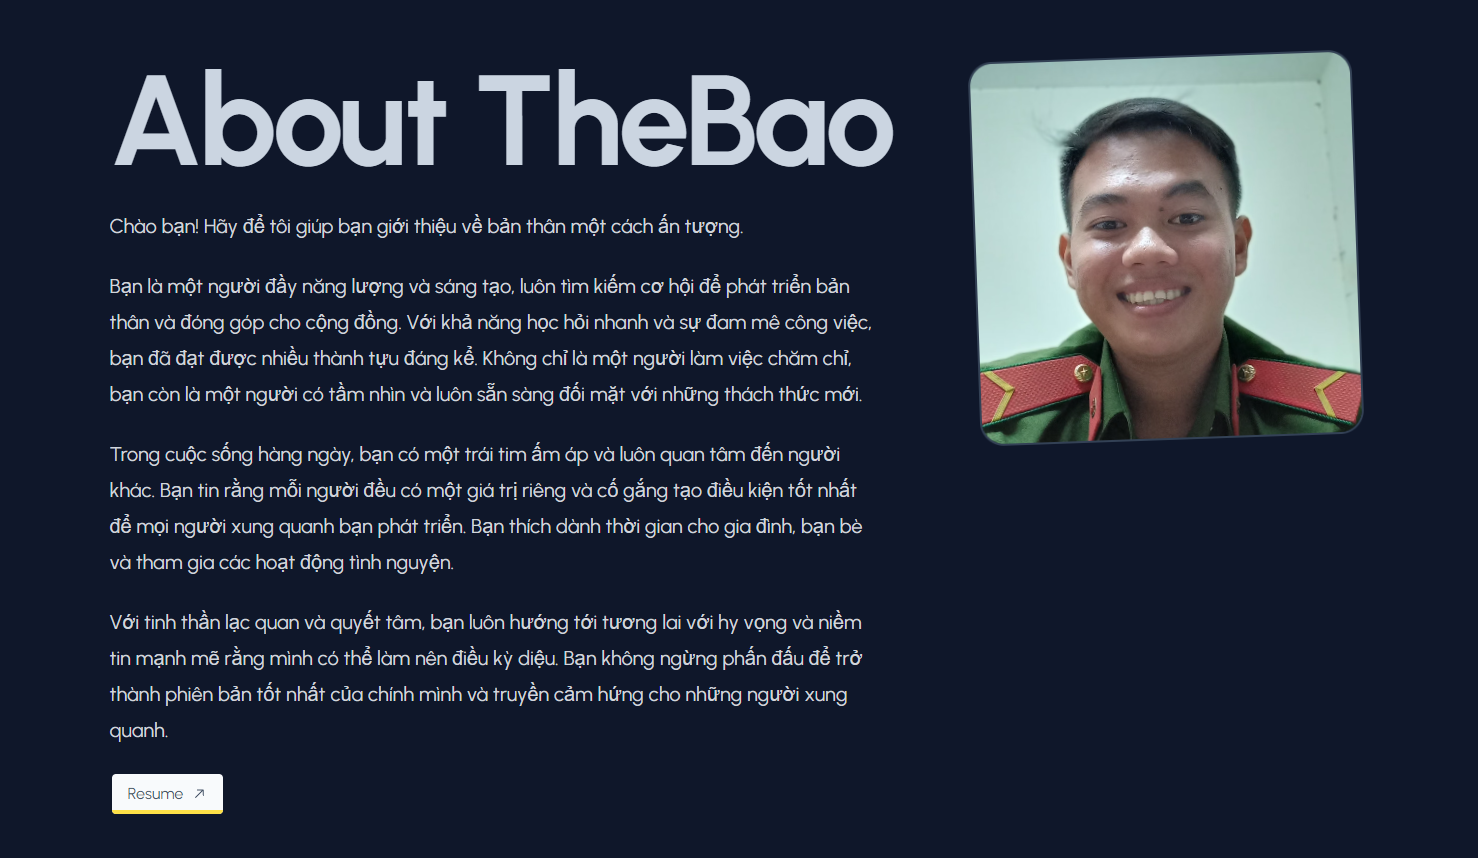 About TheBao
Chào bạn! Hãy để tôi giúp bạn giới thiệu về bản thân một cách ấn tượng.
Bạn là một người đầy năng lượng và sáng tạo, luôn tìm kiếm cơ hội để phát triển bản
thân và đóng góp cho cộng đồng. Với khả năng học hỏi nhanh và sự đam mê công việc,
bạn đã đạt được nhiều thành tựu đáng kể. Không chỉ là một người làm việc chăm chỉ,
bạn còn là một người có tầm nhìn và luôn sẵn sàng đối mặt với những thách thức mới.
Trong cuộc sống hàng ngày, bạn có một trái tim ấm áp và luôn quan tâm đến người
khác. Bạn tin rằng mỗi người đều có một giá trị riêng và cố gắng tạo điều kiện tốt nhất
để mọi người xung quanh bạn phát triển. Bạn thích dành thời gian cho gia đình, bạn bè
và tham gia các hoạt động tình nguyện.
Với tinh thần lạc quan và quyết tâm, bạn luôn hướng tới tương lai với hy vọng và niềm
tin mạnh mẽ rằng mình có thể làm nên điều kỳ diệu. Bạn không ngừng phấn đấu để trở
thành phiên bản tốt nhất của chính mình và truyền cảm hứng cho những người xung
quanh.
Resume